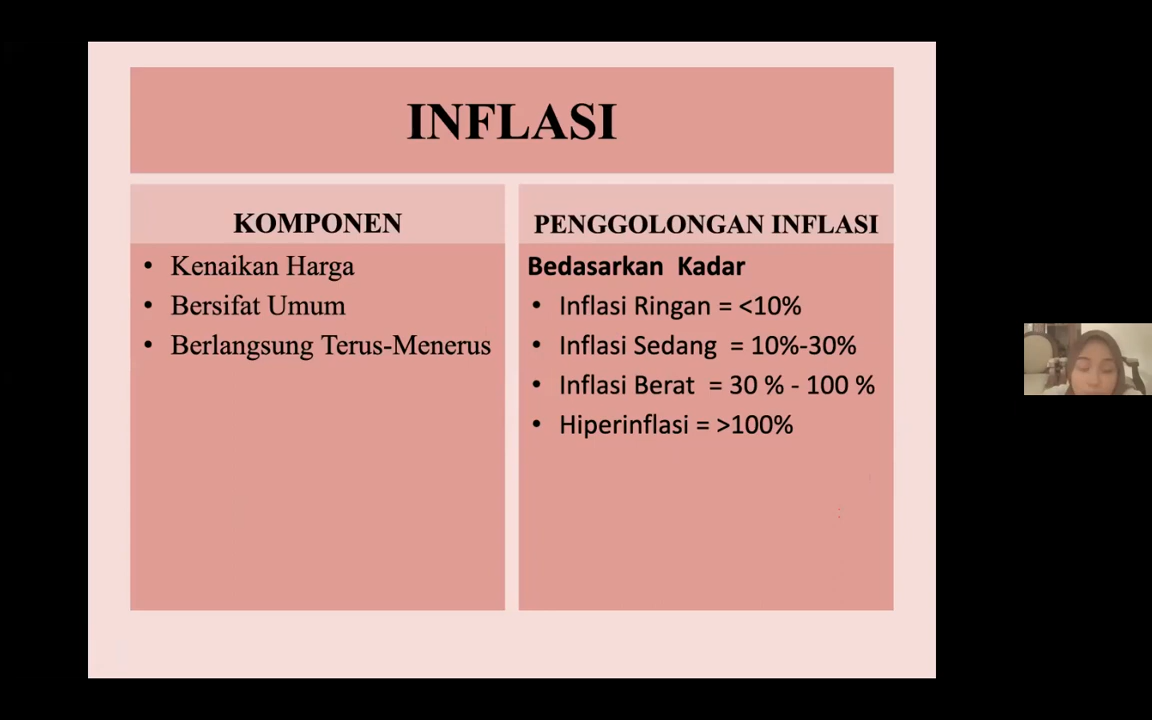 INFLASI
KOMPONEN
• Kenaikan Harga
• Bersifat Umum
• Berlangsung Terus-Menerus
PENGGOLONGAN INFLASI
Bedasarkan Kadar
• Inflasi Ringan = <10%
• Inflasi Sedang = 10%-30%
• Inflasi Berat = 30 % - 100 %
• Hiperinflasi = >100%